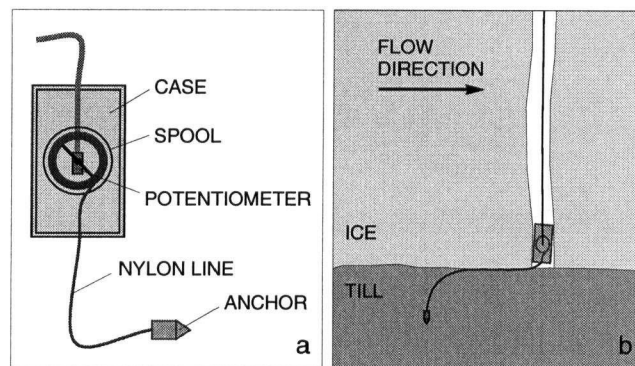 CASE
SPOOL
POTENTIOMETER
NYLON LINE
ANCHOR
a
FLOW
DIRECTION
ICE
TILL
b